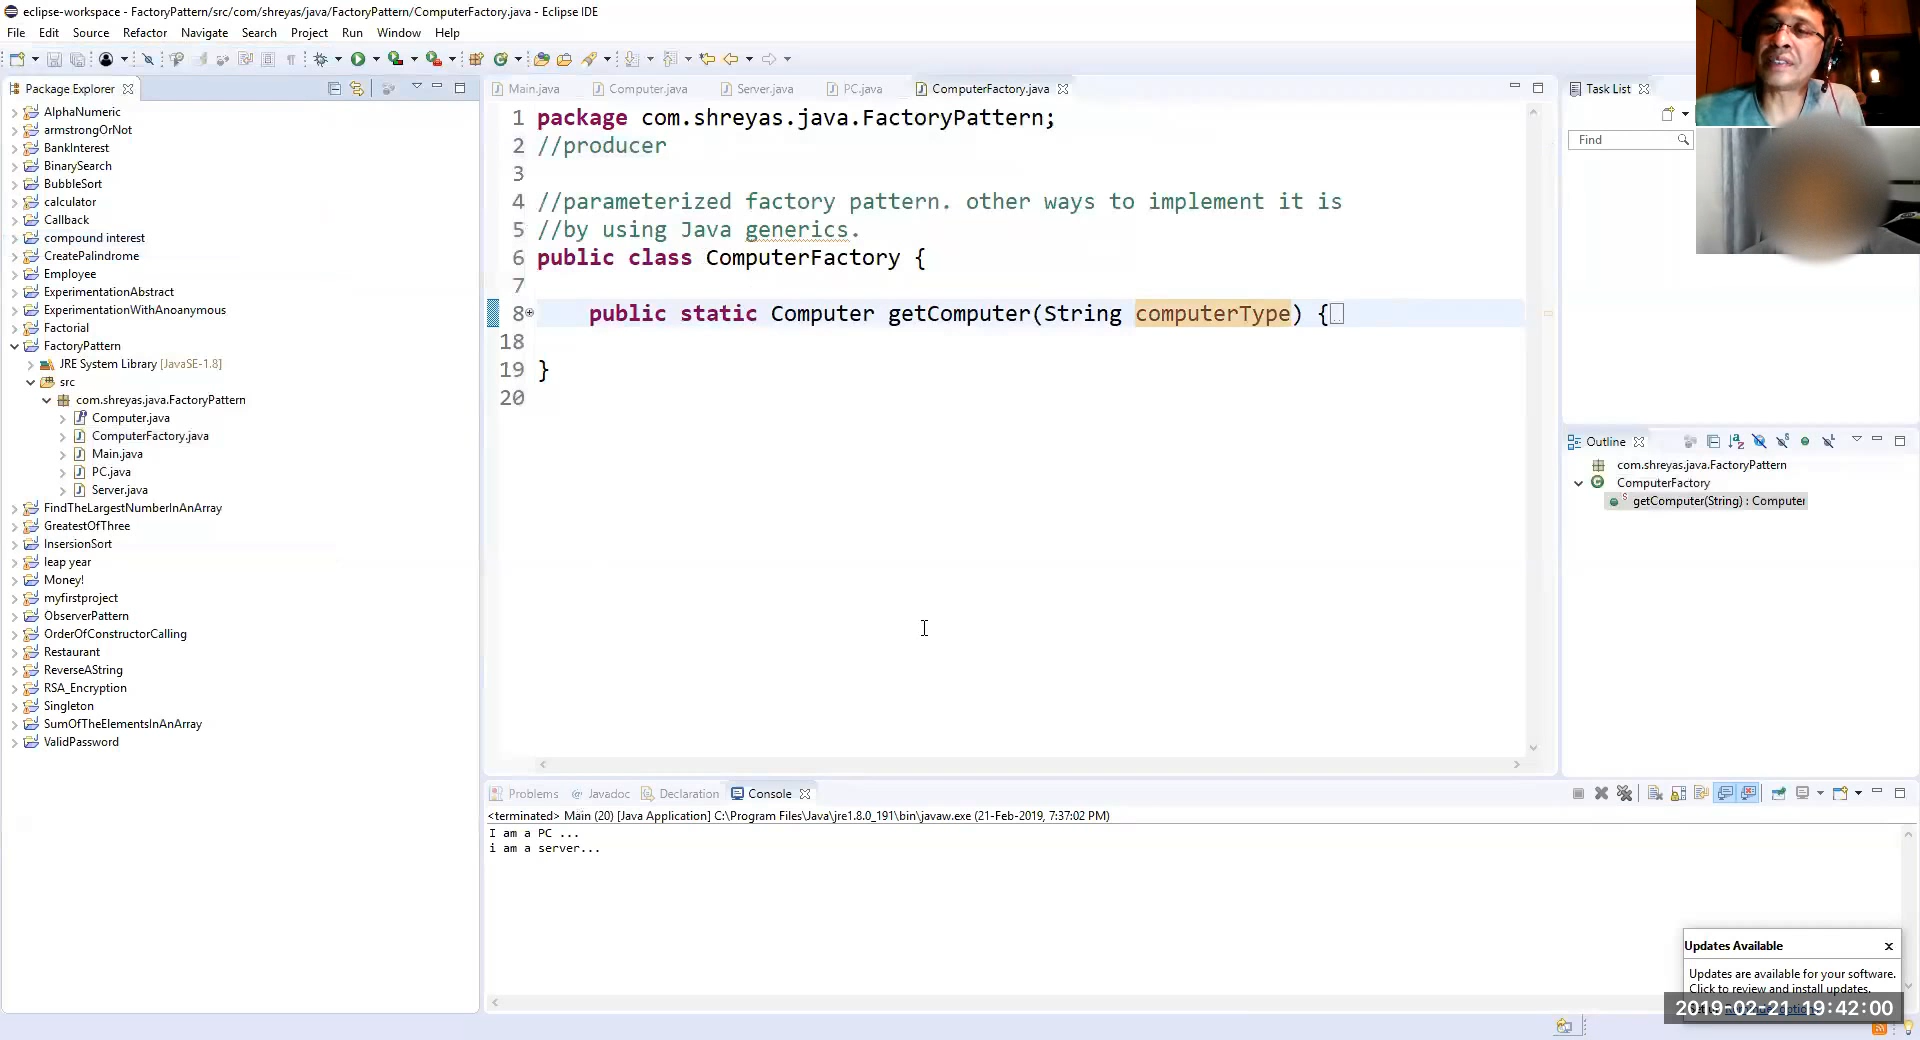 eclipse-workspace - FactoryPattern/src/com/shreyas/java/FactoryPattern/ComputerFactory.java - Eclipse IDE
File Edit Source Refactor Navigate Search Project Run Window Help
Package Explorer
AlphaNumeric
armstrongOrNot
BankInterest
BinarySearch
BubbleSort
calculator
Callback
compound interest
CreatePalindrome
Employee
ExperimentationAbstract
ExperimentationWithAnoanymous
Factorial
FactoryPattern
JRE System Library [JavaSE-1.8]
src
com.shreyas.java.FactoryPattern
Computer.java
ComputerFactory.java
Main.java
PC.java
Server.java
FindTheLargestNumberInAnArray
GreatestOfThree
InsersionSort
leap year
Money!
myfirstproject
ObserverPattern
OrderOfConstructorCalling
Restaurant
ReverseAString
RSA_Encryption
Singleton
SumOfTheElementsInAnArray
ValidPassword
Main.java Computer.java Server.java PC.java ComputerFactory.java
1 package com.shreyas.java.FactoryPattern;
2 //producer
3
4 //parameterized factory pattern. other ways to implement it is
5 //by using Java generics.
6 public class ComputerFactory {
7
8 public static Computer getComputer(String computerType) {
18
19 }
20
Task List
Find
Outline
com.shreyas.java.FactoryPattern
ComputerFactory
getComputer(String) : Computer
Problems Javadoc Declaration Console
<terminated> Main (20) [Java Application] C:\Program Files\Java\jre1.8.0_191\bin\javaw.exe (21-Feb-2019, 7:37:02 PM)
I am a PC ...
i am a server...
Updates Available
Updates are available for your software.
Click to review and install updates.
2019-02-21 19:42:00